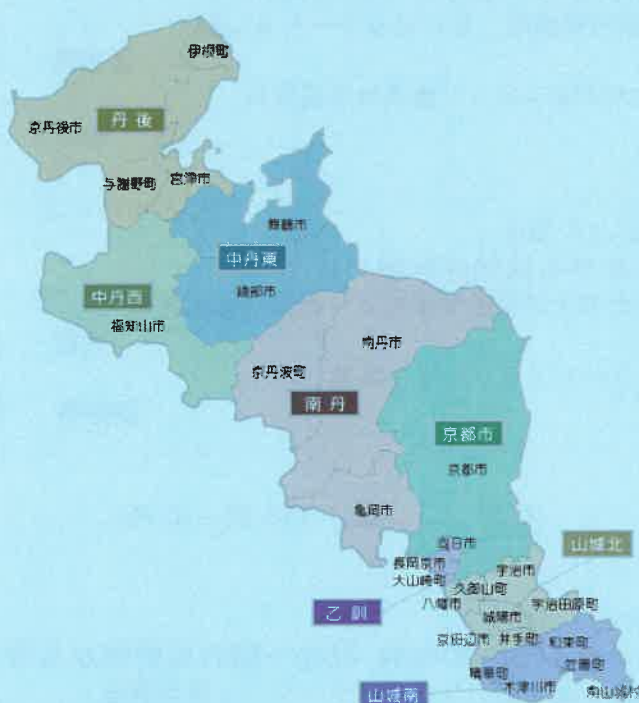 伊根町
京丹後市
丹後
与謝野町
宮津市
舞鶴市
中丹東
中丹西
綾部市
福知山市
南丹市
京丹波町
南丹
京都市
京都市
亀岡市
向日市
長岡京市
大山崎町
山城北
宇治市
久御山町
八幡市
乙訓
城陽市
宇治田原町
京田辺市
井手町
和束町
笠置町
精華町
木津川市
南山城村
山城南